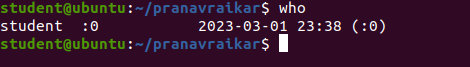 student@ubuntu:~/pranavraikar$ who
student  :0           2023-03-01 23:38 (:0)
student@ubuntu:~/pranavraikar$